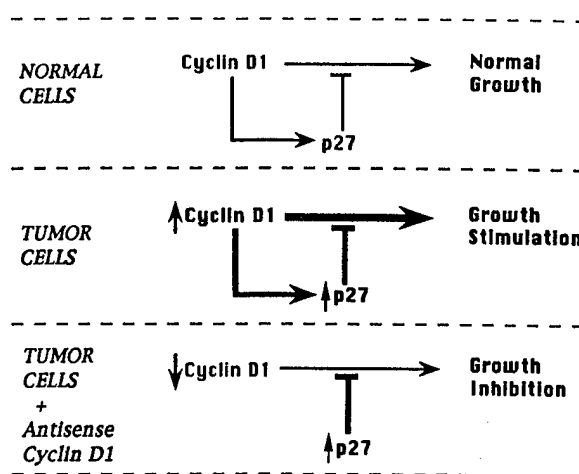 NORMAL
CELLS
Cyclin D1
Normal
Growth
p27
TUMOR
CELLS
Cyclin D1
Growth
Stimulation
p27
TUMOR
CELLS
+
Antisense
Cyclin D1
Cyclin D1
Growth
Inhibition
p27